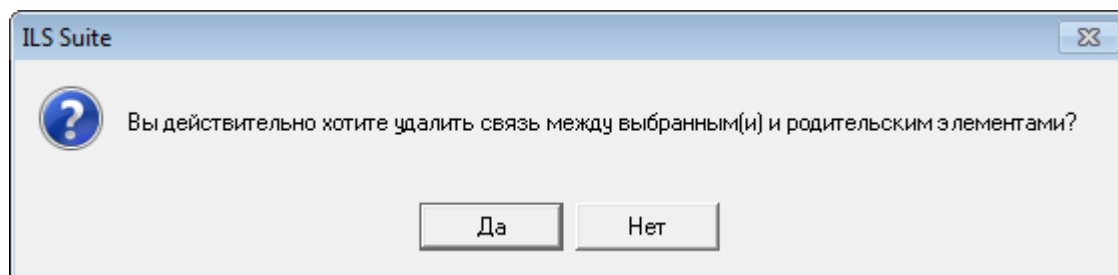 ILS Suite
Вы действительно хотите удалить связь между выбранным(и) и родительским элементами?
Да
Нет